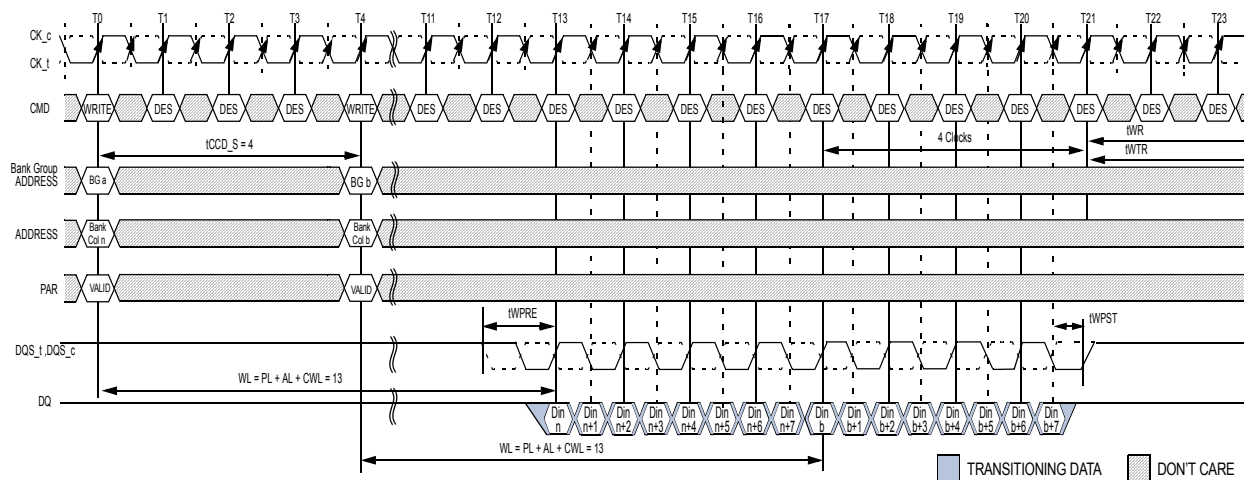 T0 T1 T2 T3 T4 T11 T12 T13 T14 T15 T16 T17 T18 T19 T20 T21 T22 T23
CK_c
CK_t
CMD WRITE DES DES DES WRITE DES DES DES DES DES DES DES DES DES DES DES DES DES
tCCD_S = 4 4 Clocks tWR
tWTR
Bank Group
ADDRESS BG a BG b
ADDRESS Bank Col n Bank Col b
PAR VALID VALID
tWPRE tWPST
DQS_t ,DQS_c
WL = PL + AL + CWL = 13
DQ Din n Din n+1 Din n+2 Din n+3 Din n+4 Din n+5 Din n+6 Din n+7 Din b Din b+1 Din b+2 Din b+3 Din b+4 Din b+5 Din b+6 Din b+7
WL = PL + AL + CWL = 13
TRANSITIONING DATA DON'T CARE